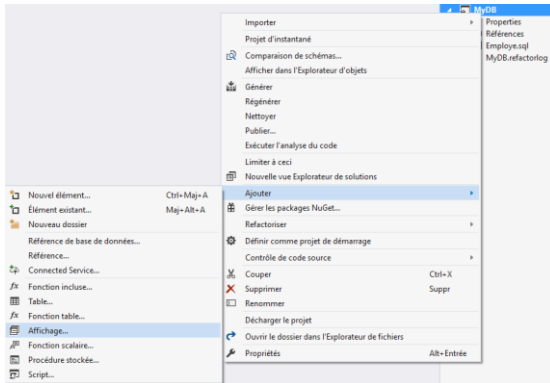 MyDB
Properties
Références
Employe.sql
MyDB.refactorlog
Importer
Projet d'instantané
Comparaison de schémas...
Afficher dans l'Explorateur d'objets
Générer
Régénérer
Nettoyer
Publier...
Exécuter l'analyse du code
Limiter à ceci
Nouvelle vue Explorateur de solutions
Ajouter
Gérer les packages NuGet...
Refactoriser
Définir comme projet de démarrage
Contrôle de code source
Couper Ctrl+X
Supprimer Suppr
Renommer
Décharger le projet
Ouvrir le dossier dans l'Explorateur de fichiers
Propriétés Alt+Entrée
Nouvel élément... Ctrl+Maj+A
Élément existant... Maj+Alt+A
Nouveau dossier
Référence de base de données...
Référence...
Connected Service...
Fonction incluse...
Table...
Fonction table...
Affichage...
Fonction scalaire...
Procédure stockée...
Script...